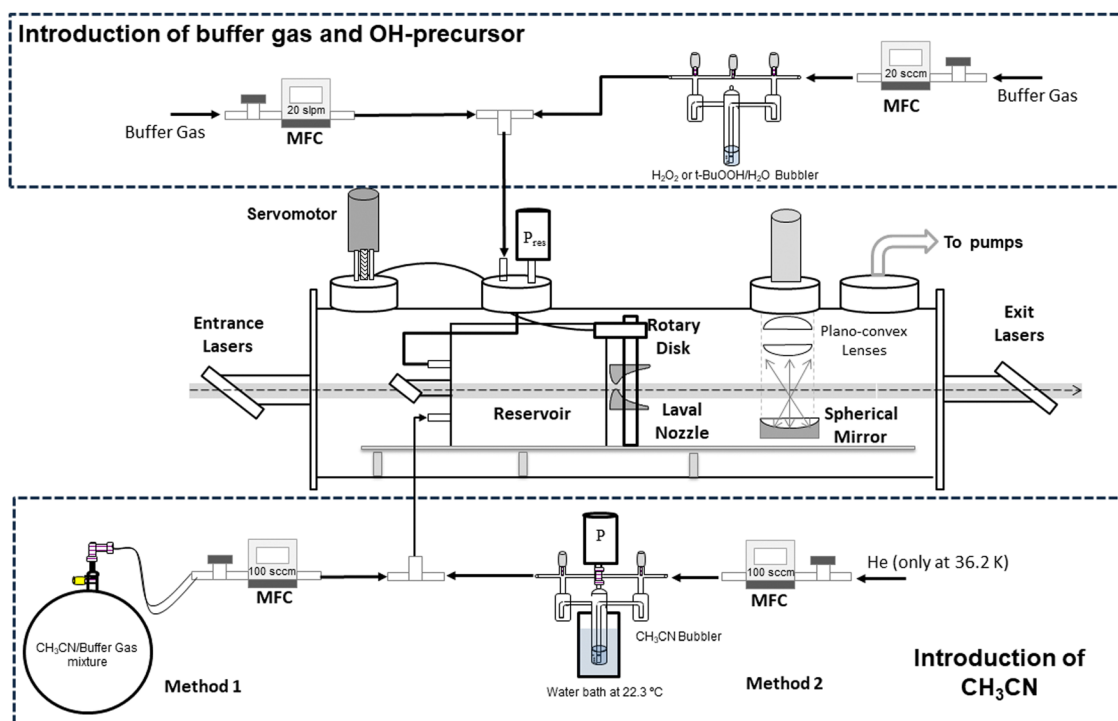 Introduction of buffer gas and OH-precursor
20 slpm
MFC
Buffer Gas
20 sccm
MFC
Buffer Gas
H₂O₂ or t-BuOOH/H₂O Bubbler
Servomotor
Pres
To pumps
Entrance
Lasers
Rotary
Disk
Plano-convex
Lenses
Exit
Lasers
Reservoir
Laval
Nozzle
Spherical
Mirror
CH₃CN/Buffer Gas
mixture
100 sccm
MFC
Method 1
P
CH₃CN Bubbler
Water bath at 22.3 ºC
100 sccm
MFC
He (only at 36.2 K)
Method 2
Introduction of
CH₃CN